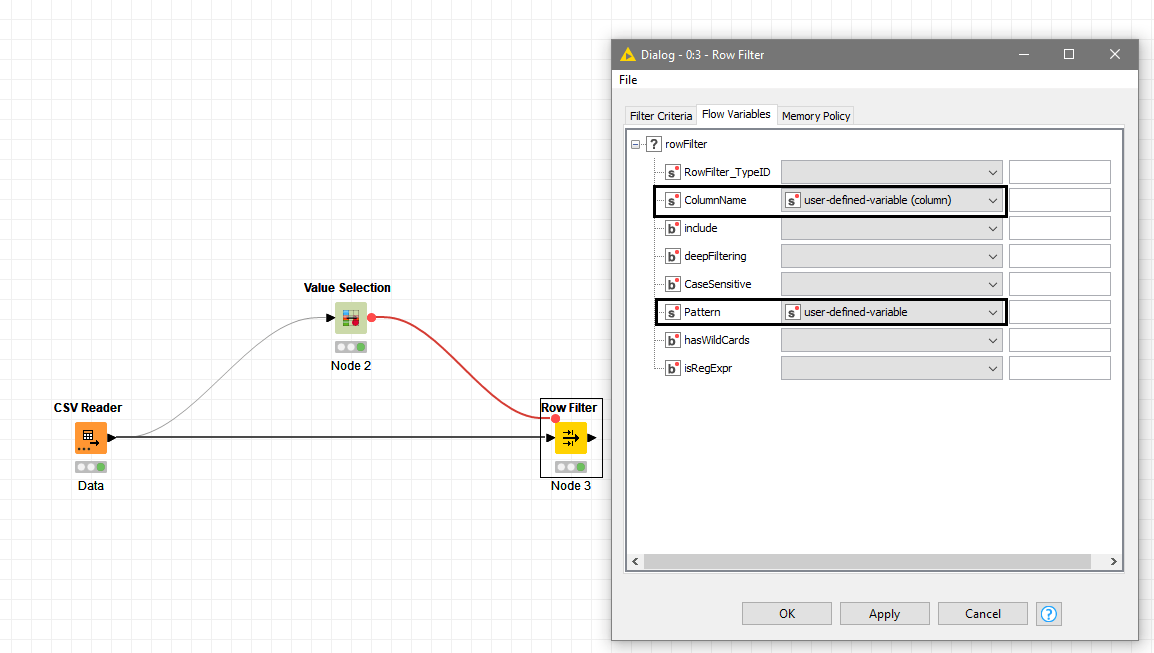 Dialog - 0:3 - Row Filter
File
Filter Criteria Flow Variables Memory Policy
? rowFilter
s RowFilter_TypeID
s ColumnName s user-defined-variable (column)
b include
b deepFiltering
b CaseSensitive
s Pattern s user-defined-variable
b hasWildCards
b isRegExpr
OK Apply Cancel ?
Value Selection
Node 2
CSV Reader
Data
Row Filter
Node 3